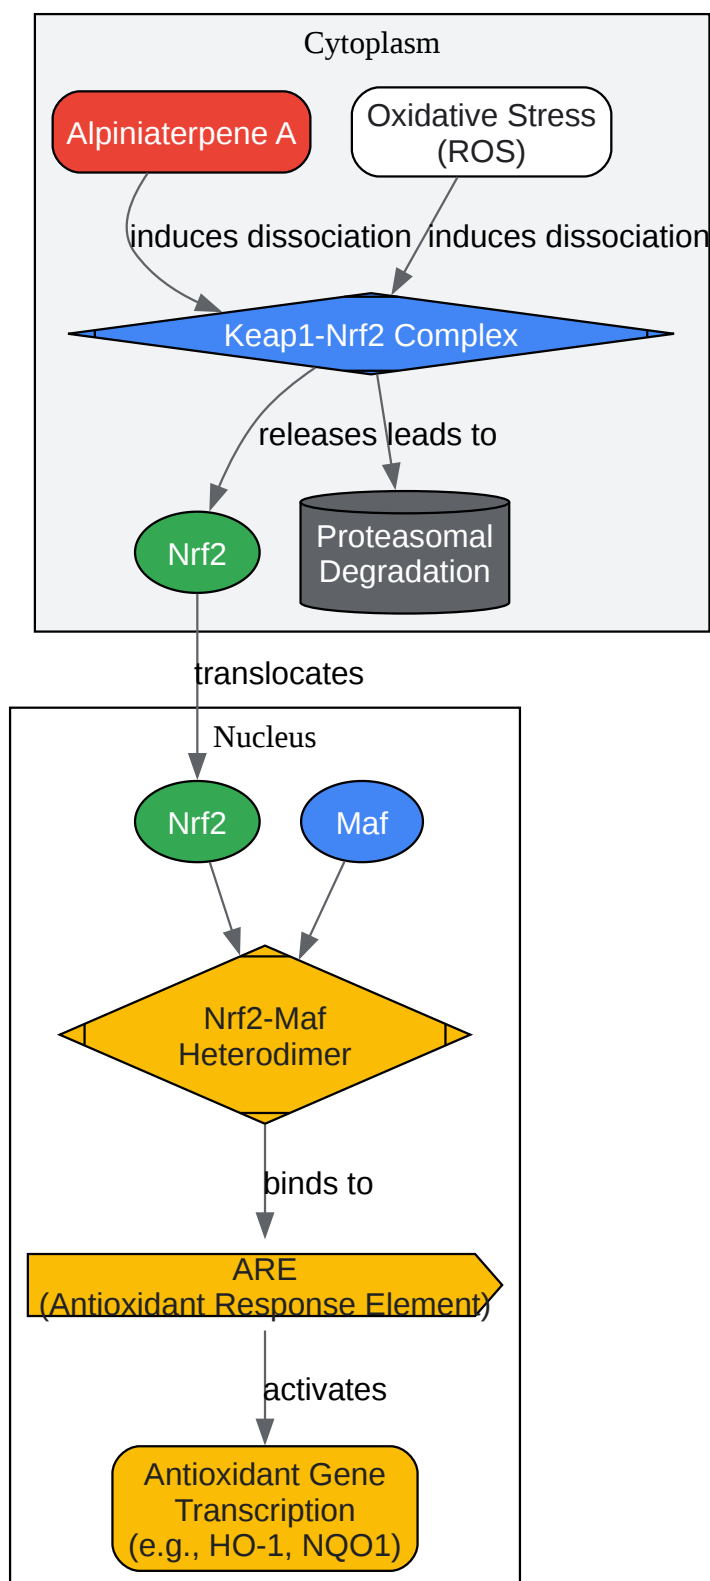 Cytoplasm
Alpiniaterpene A
Oxidative Stress
(ROS)
induces dissociation
induces dissociation
Keap1-Nrf2 Complex
releases
leads to
Nrf2
Proteasomal
Degradation
translocates
Nucleus
Nrf2
Maf
Nrf2-Maf
Heterodimer
binds to
ARE
(Antioxidant Response Element)
activates
Antioxidant Gene
Transcription
(e.g., HO-1, NQO1)